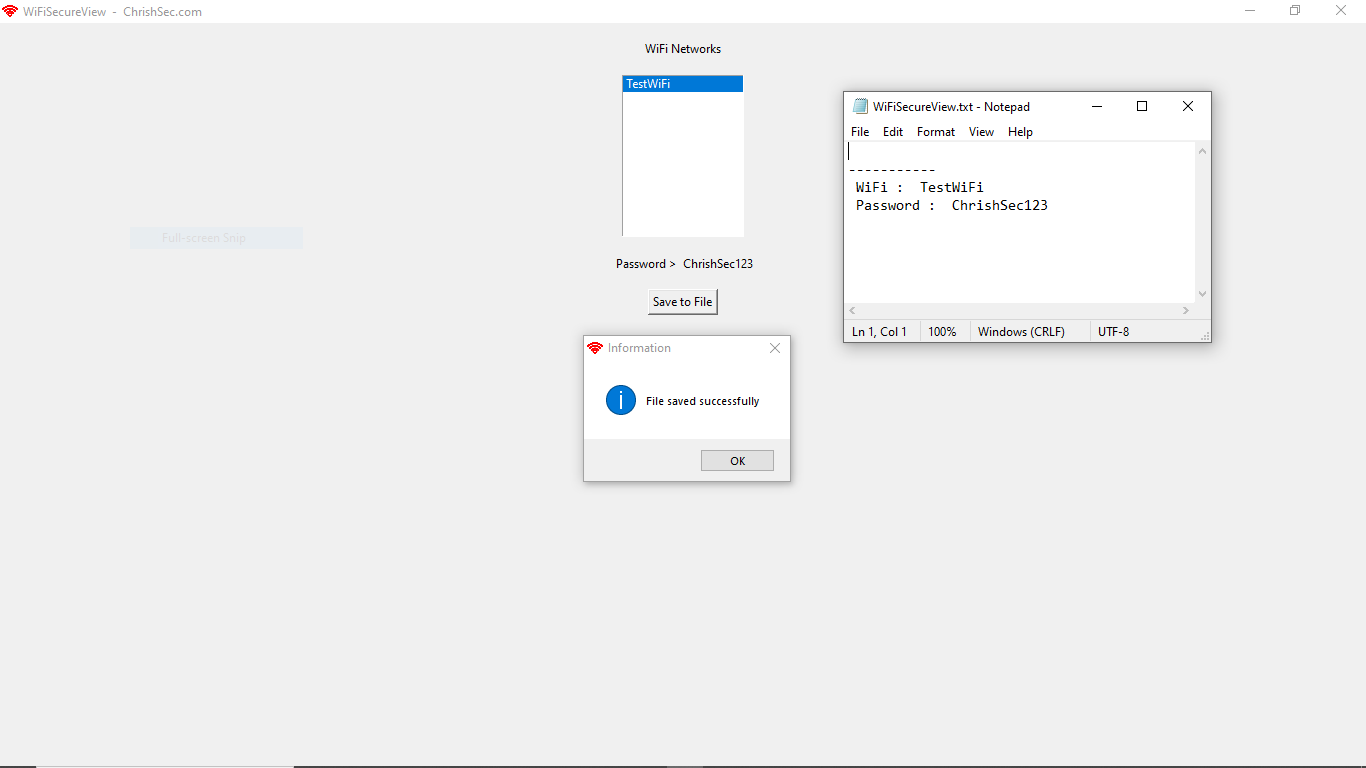 WiFiSecureView - ChrishSec.com
WiFi Networks
TestWiFi
Full-screen Snip
Password > ChrishSec123
Save to File
Information
i
File saved successfully
OK
WiFiSecureView.txt - Notepad
File Edit Format View Help
-----------
WiFi : TestWiFi
Password : ChrishSec123
Ln 1, Col 1 100% Windows (CRLF) UTF-8